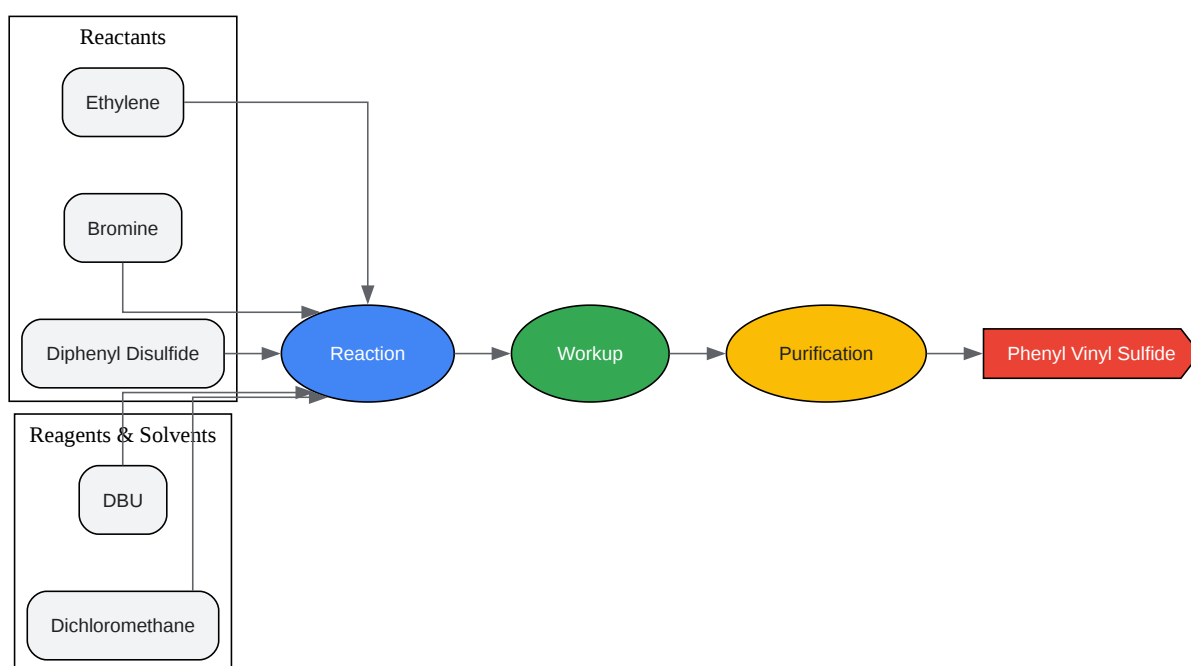 Reactants
Ethylene
Bromine
Diphenyl Disulfide
Reaction
Workup
Purification
Phenyl Vinyl Sulfide
Reagents & Solvents
DBU
Dichloromethane